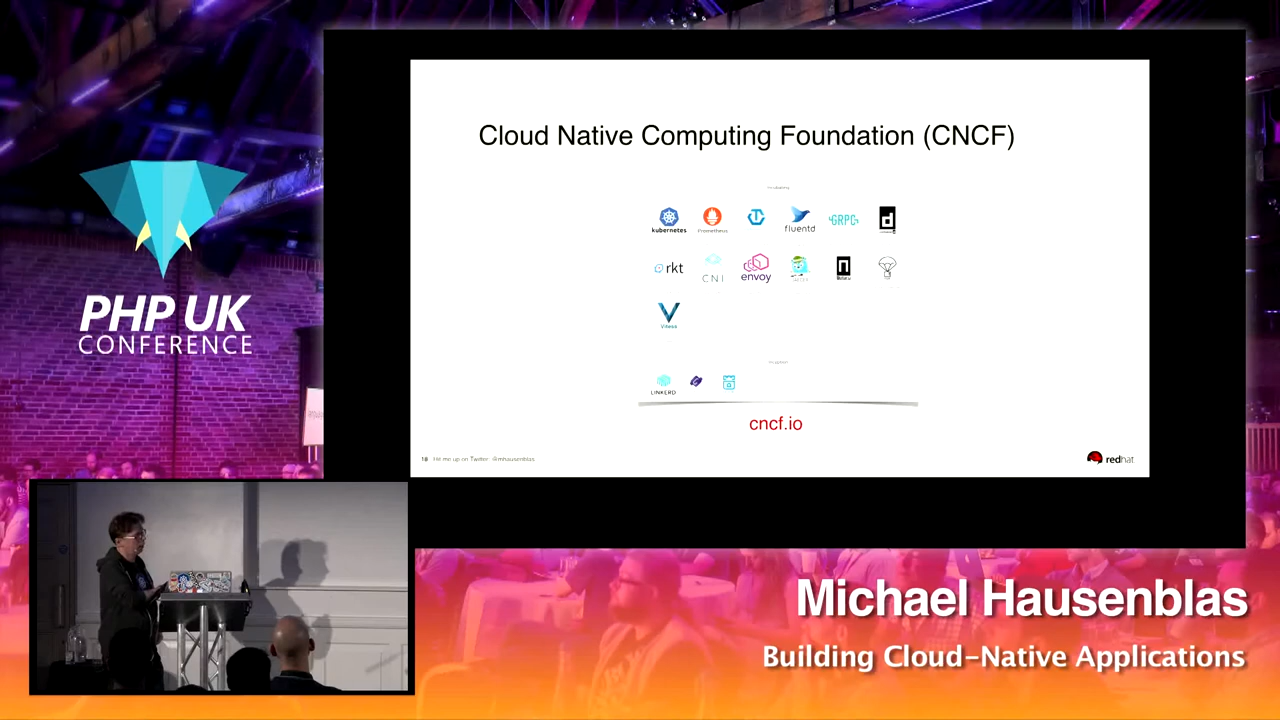 Cloud Native Computing Foundation (CNCF)
kubernetes
Prometheus
fluentd
GRPC
d
rkt
CNI
envoy
n
Vitess
LINKERD
cncf.io
18 Hit me up on Twitter: @mhausenblas
redhat
PHP UK
CONFERENCE
Michael Hausenblas
Building Cloud-Native Applications